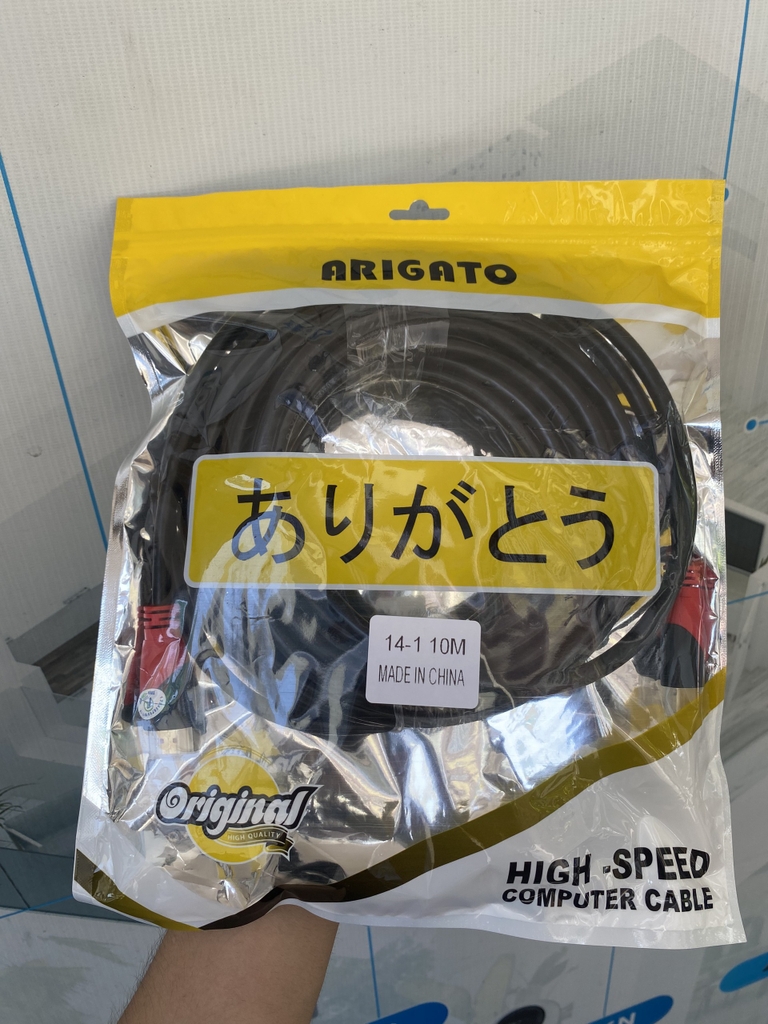 ARIGATO
ありがとう
14-1 10M
MADE IN CHINA
Original
HIGH QUALITY
HIGH -SPEED
COMPUTER CABLE